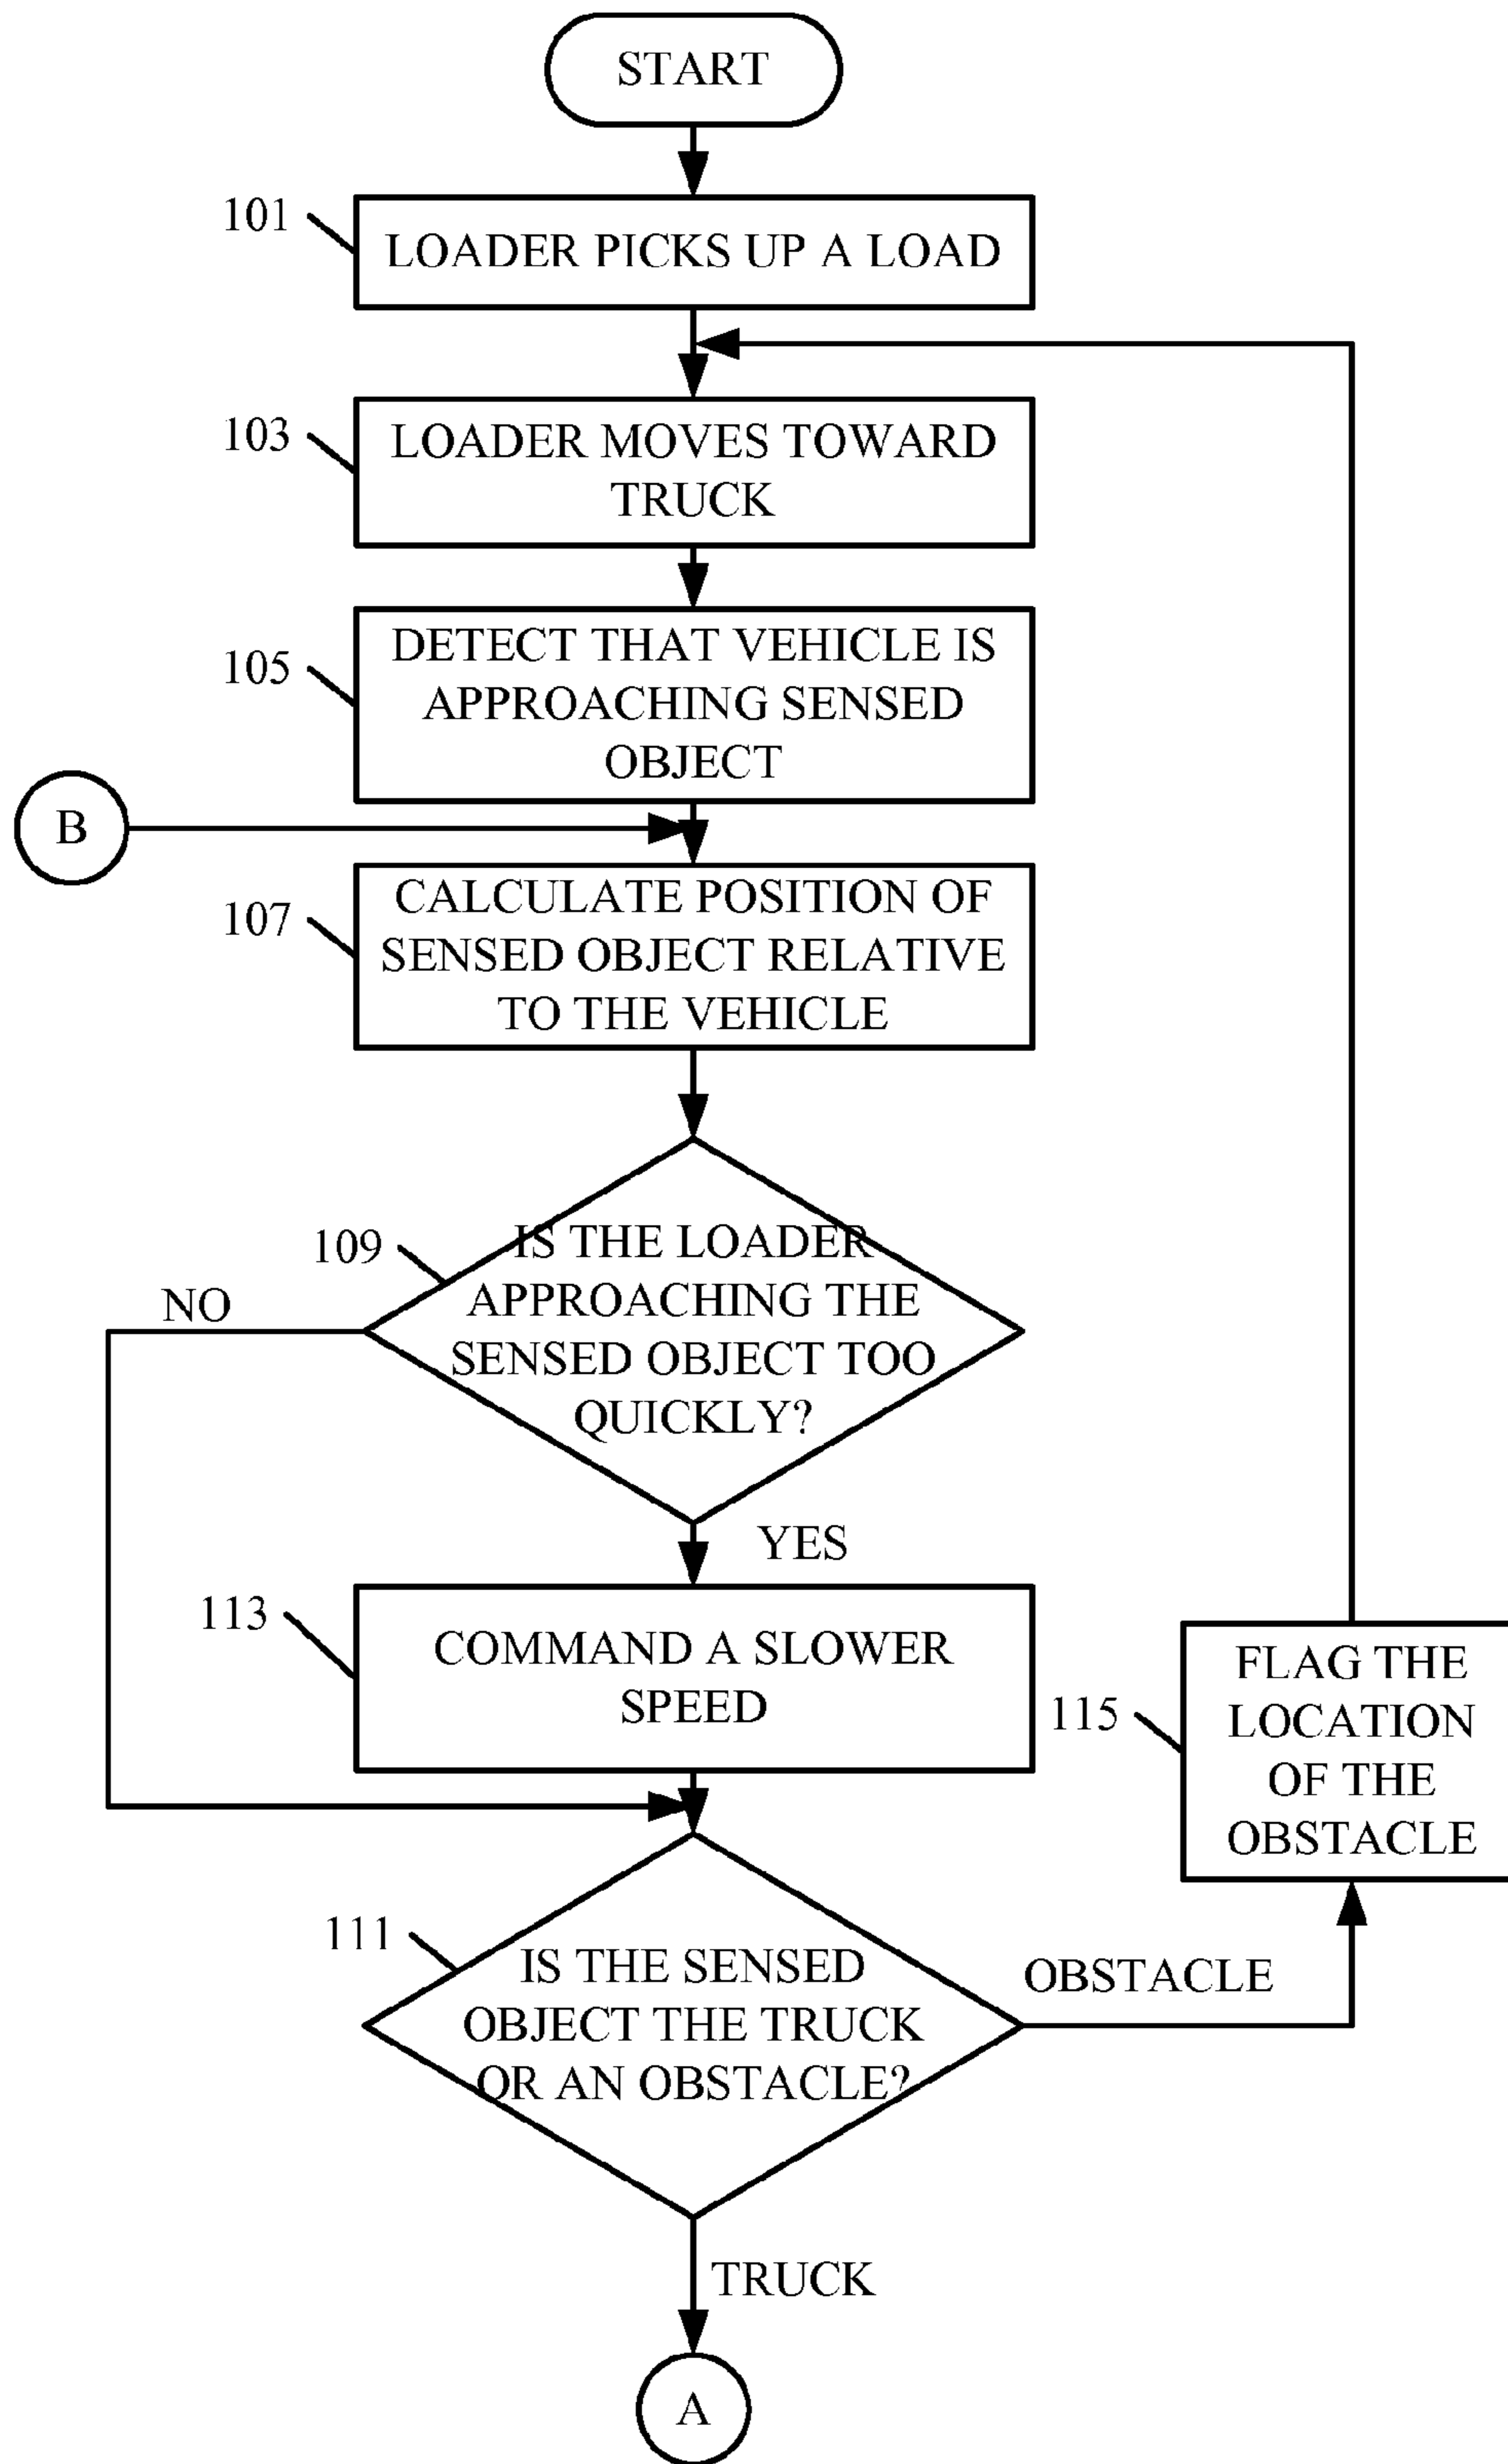 START
101
LOADER PICKS UP A LOAD
103
LOADER MOVES TOWARD
TRUCK
105
DETECT THAT VEHICLE IS
APPROACHING SENSED
OBJECT
B
107
CALCULATE POSITION OF
SENSED OBJECT RELATIVE
TO THE VEHICLE
109
IS THE LOADER
APPROACHING THE
SENSED OBJECT TOO
QUICKLY?
NO
YES
113
COMMAND A SLOWER
SPEED
115
FLAG THE
LOCATION
OF THE
OBSTACLE
111
IS THE SENSED
OBJECT THE TRUCK
OR AN OBSTACLE?
OBSTACLE
TRUCK
A